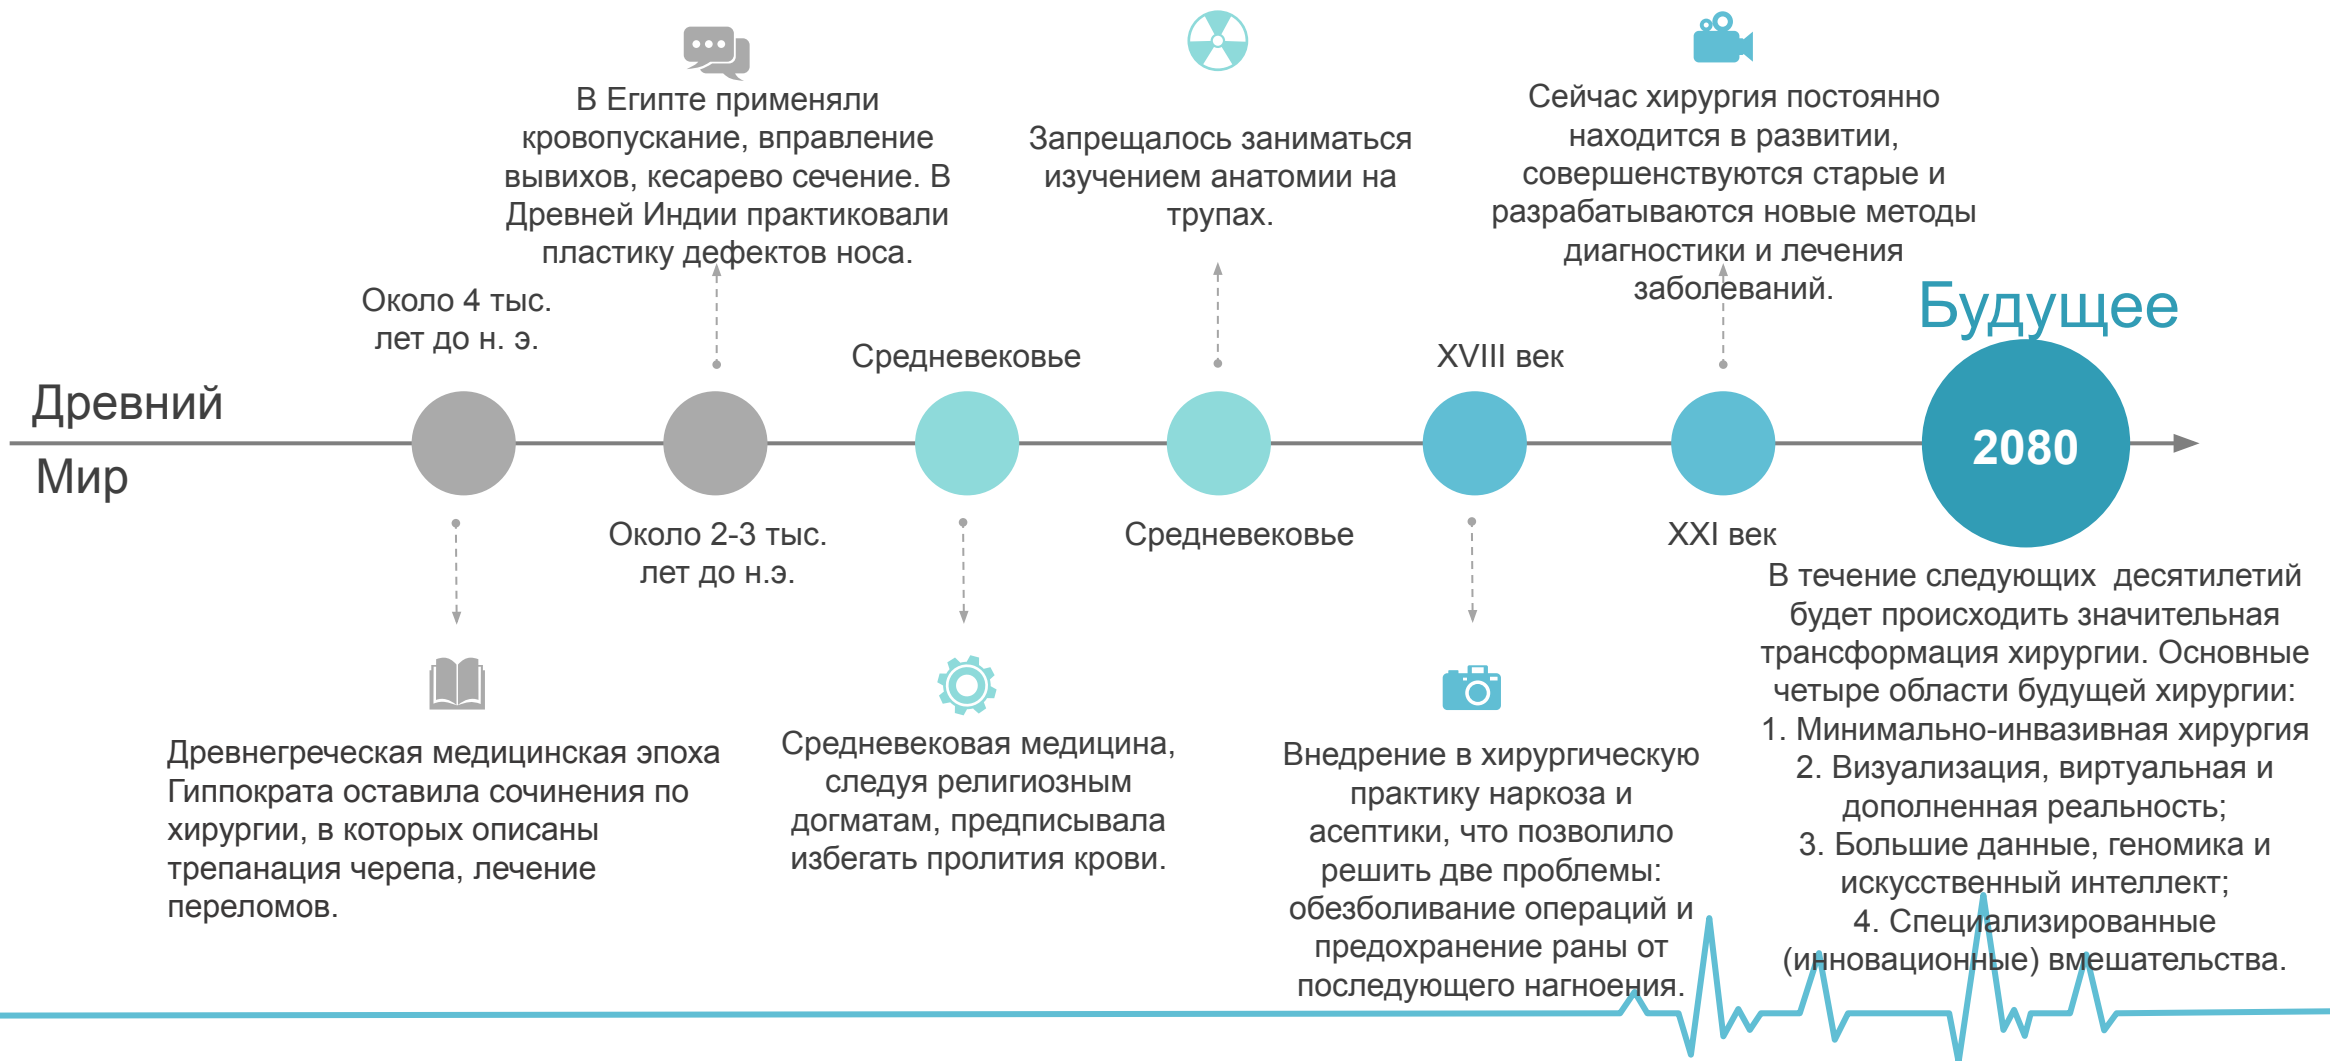 В Египте применяли
кровопускание, вправление
вывихов, кесарево сечение. В
Древней Индии практиковали
пластику дефектов носа.
Запрещалось заниматься
изучением анатомии на
трупах.
Сейчас хирургия постоянно
находится в развитии,
совершенствуются старые и
разрабатываются новые методы
диагностики и лечения
заболеваний.
Около 4 тыс.
лет до н. э.
Средневековье
XVIII век
Будущее
Древний
Мир
2080
Около 2-3 тыс.
лет до н.э.
Средневековье
XXI век
Древнегреческая медицинская эпоха
Гиппократа оставила сочинения по
хирургии, в которых описаны
трепанация черепа, лечение
переломов.
Средневековая медицина,
следуя религиозным
догматам, предписывала
избегать пролития крови.
Внедрение в хирургическую
практику наркоза и
асептики, что позволило
решить две проблемы:
обезболивание операций и
предохранение раны от
последующего нагноения.
В течение следующих  десятилетий
будет происходить значительная
трансформация хирургии. Основные
четыре области будущей хирургии:
1. Минимально-инвазивная хирургия
2. Визуализация, виртуальная и
дополненная реальность;
3. Большие данные, геномика и
искусственный интеллект;
4. Специализированные
(инновационные) вмешательства.